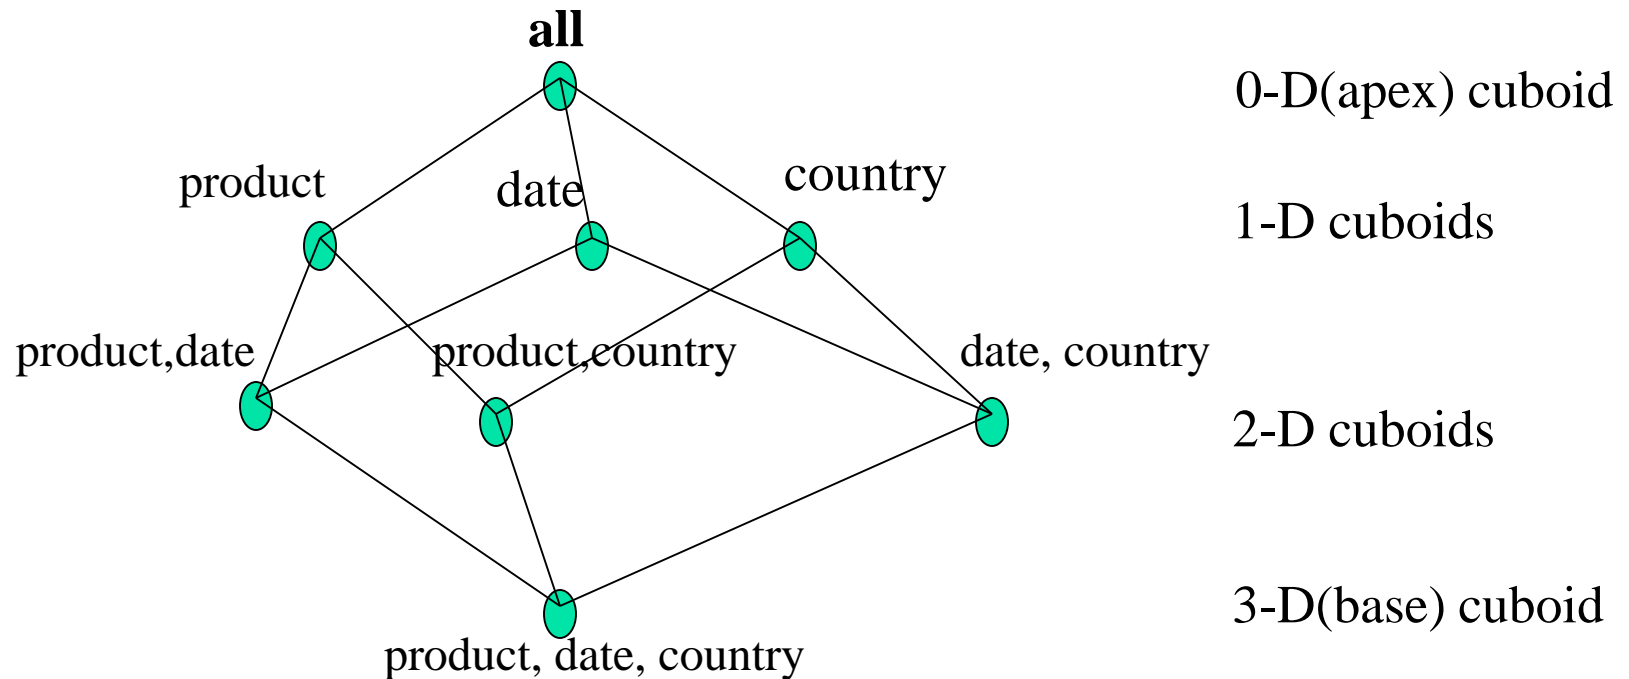 all
0-D(apex) cuboid
product
date
country
1-D cuboids
product,date
product,country
date, country
2-D cuboids
3-D(base) cuboid
product, date, country